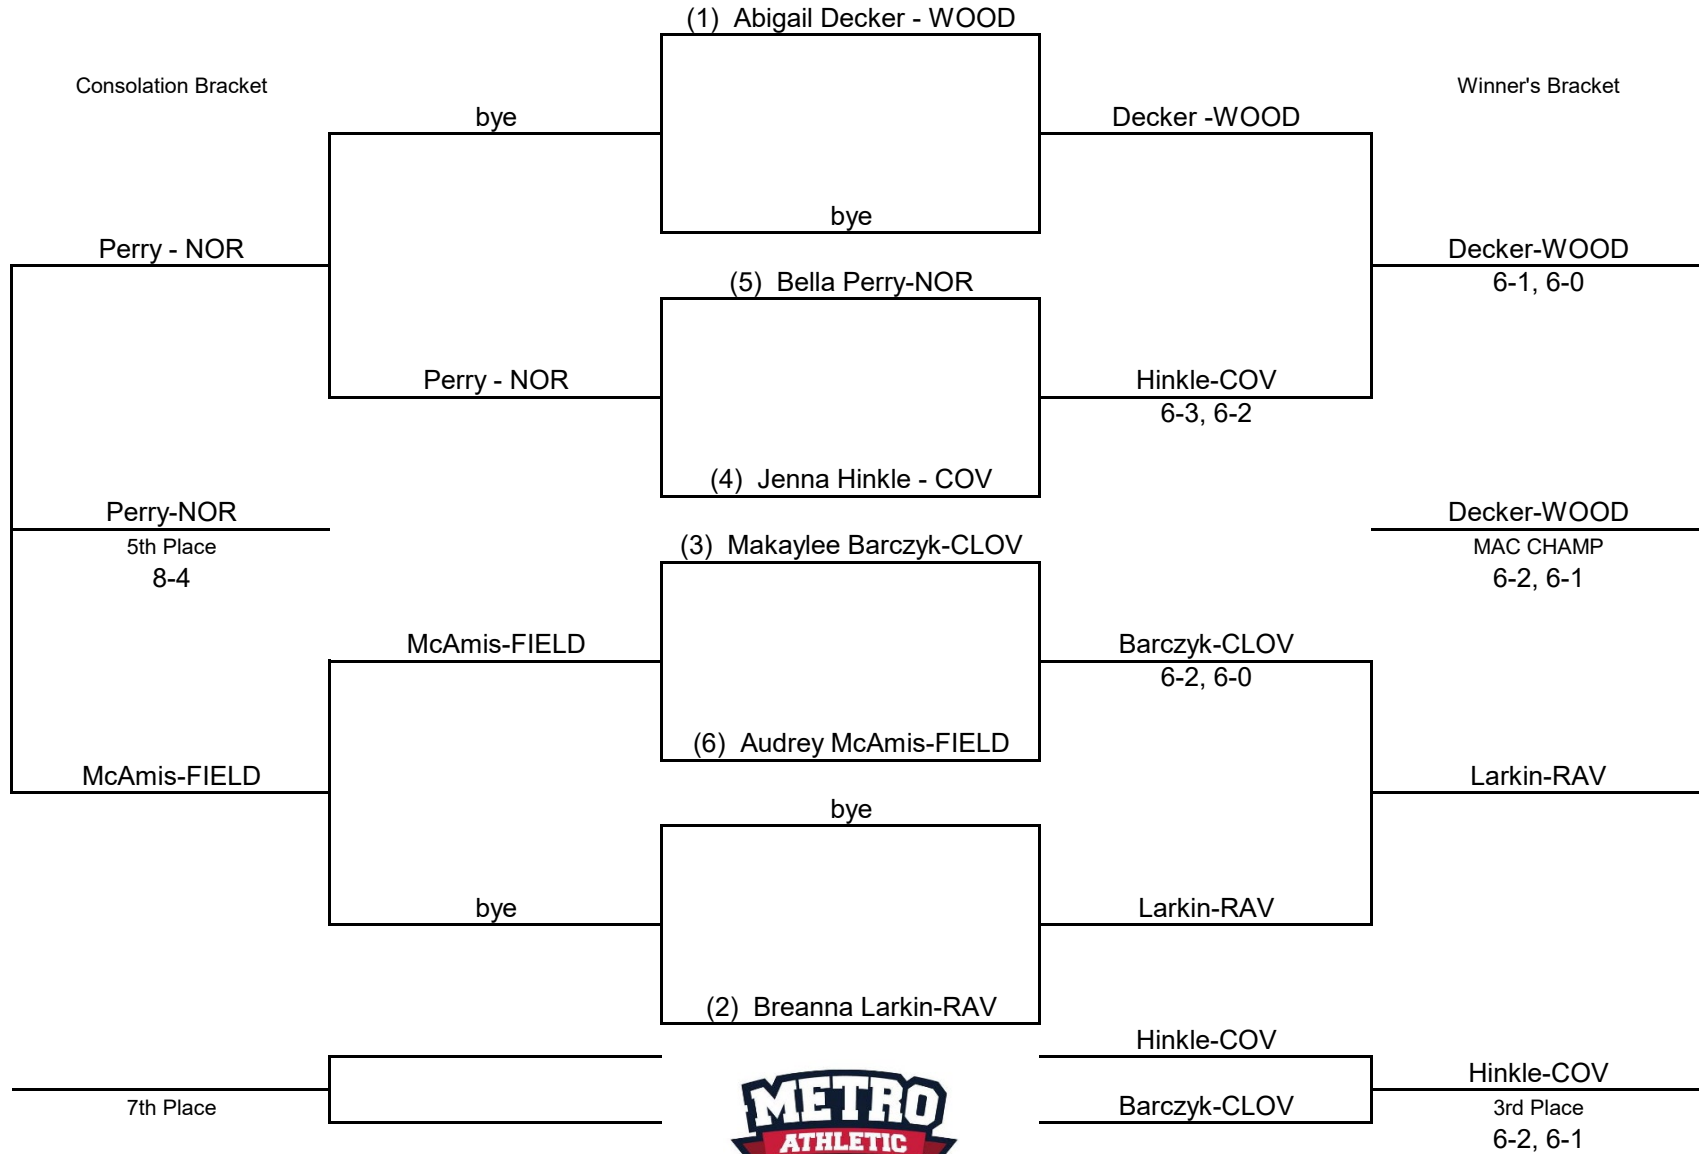 (1) Abigail Decker - WOOD
Consolation Bracket
Winner's Bracket
bye
Decker -WOOD
bye
Perry - NOR
Decker-WOOD
(5) Bella Perry-NOR
6-1, 6-0
Perry - NOR
Hinkle-COV
6-3, 6-2
(4) Jenna Hinkle - COV
Perry-NOR
Decker-WOOD
5th Place
(3) Makaylee Barczyk-CLOV
MAC CHAMP
8-4
6-2, 6-1
McAmis-FIELD
Barczyk-CLOV
6-2, 6-0
(6) Audrey McAmis-FIELD
McAmis-FIELD
Larkin-RAV
bye
bye
Larkin-RAV
(2) Breanna Larkin-RAV
Hinkle-COV
Hinkle-COV
7th Place
Barczyk-CLOV
3rd Place
6-2, 6-1
METRO
ATHLETIC